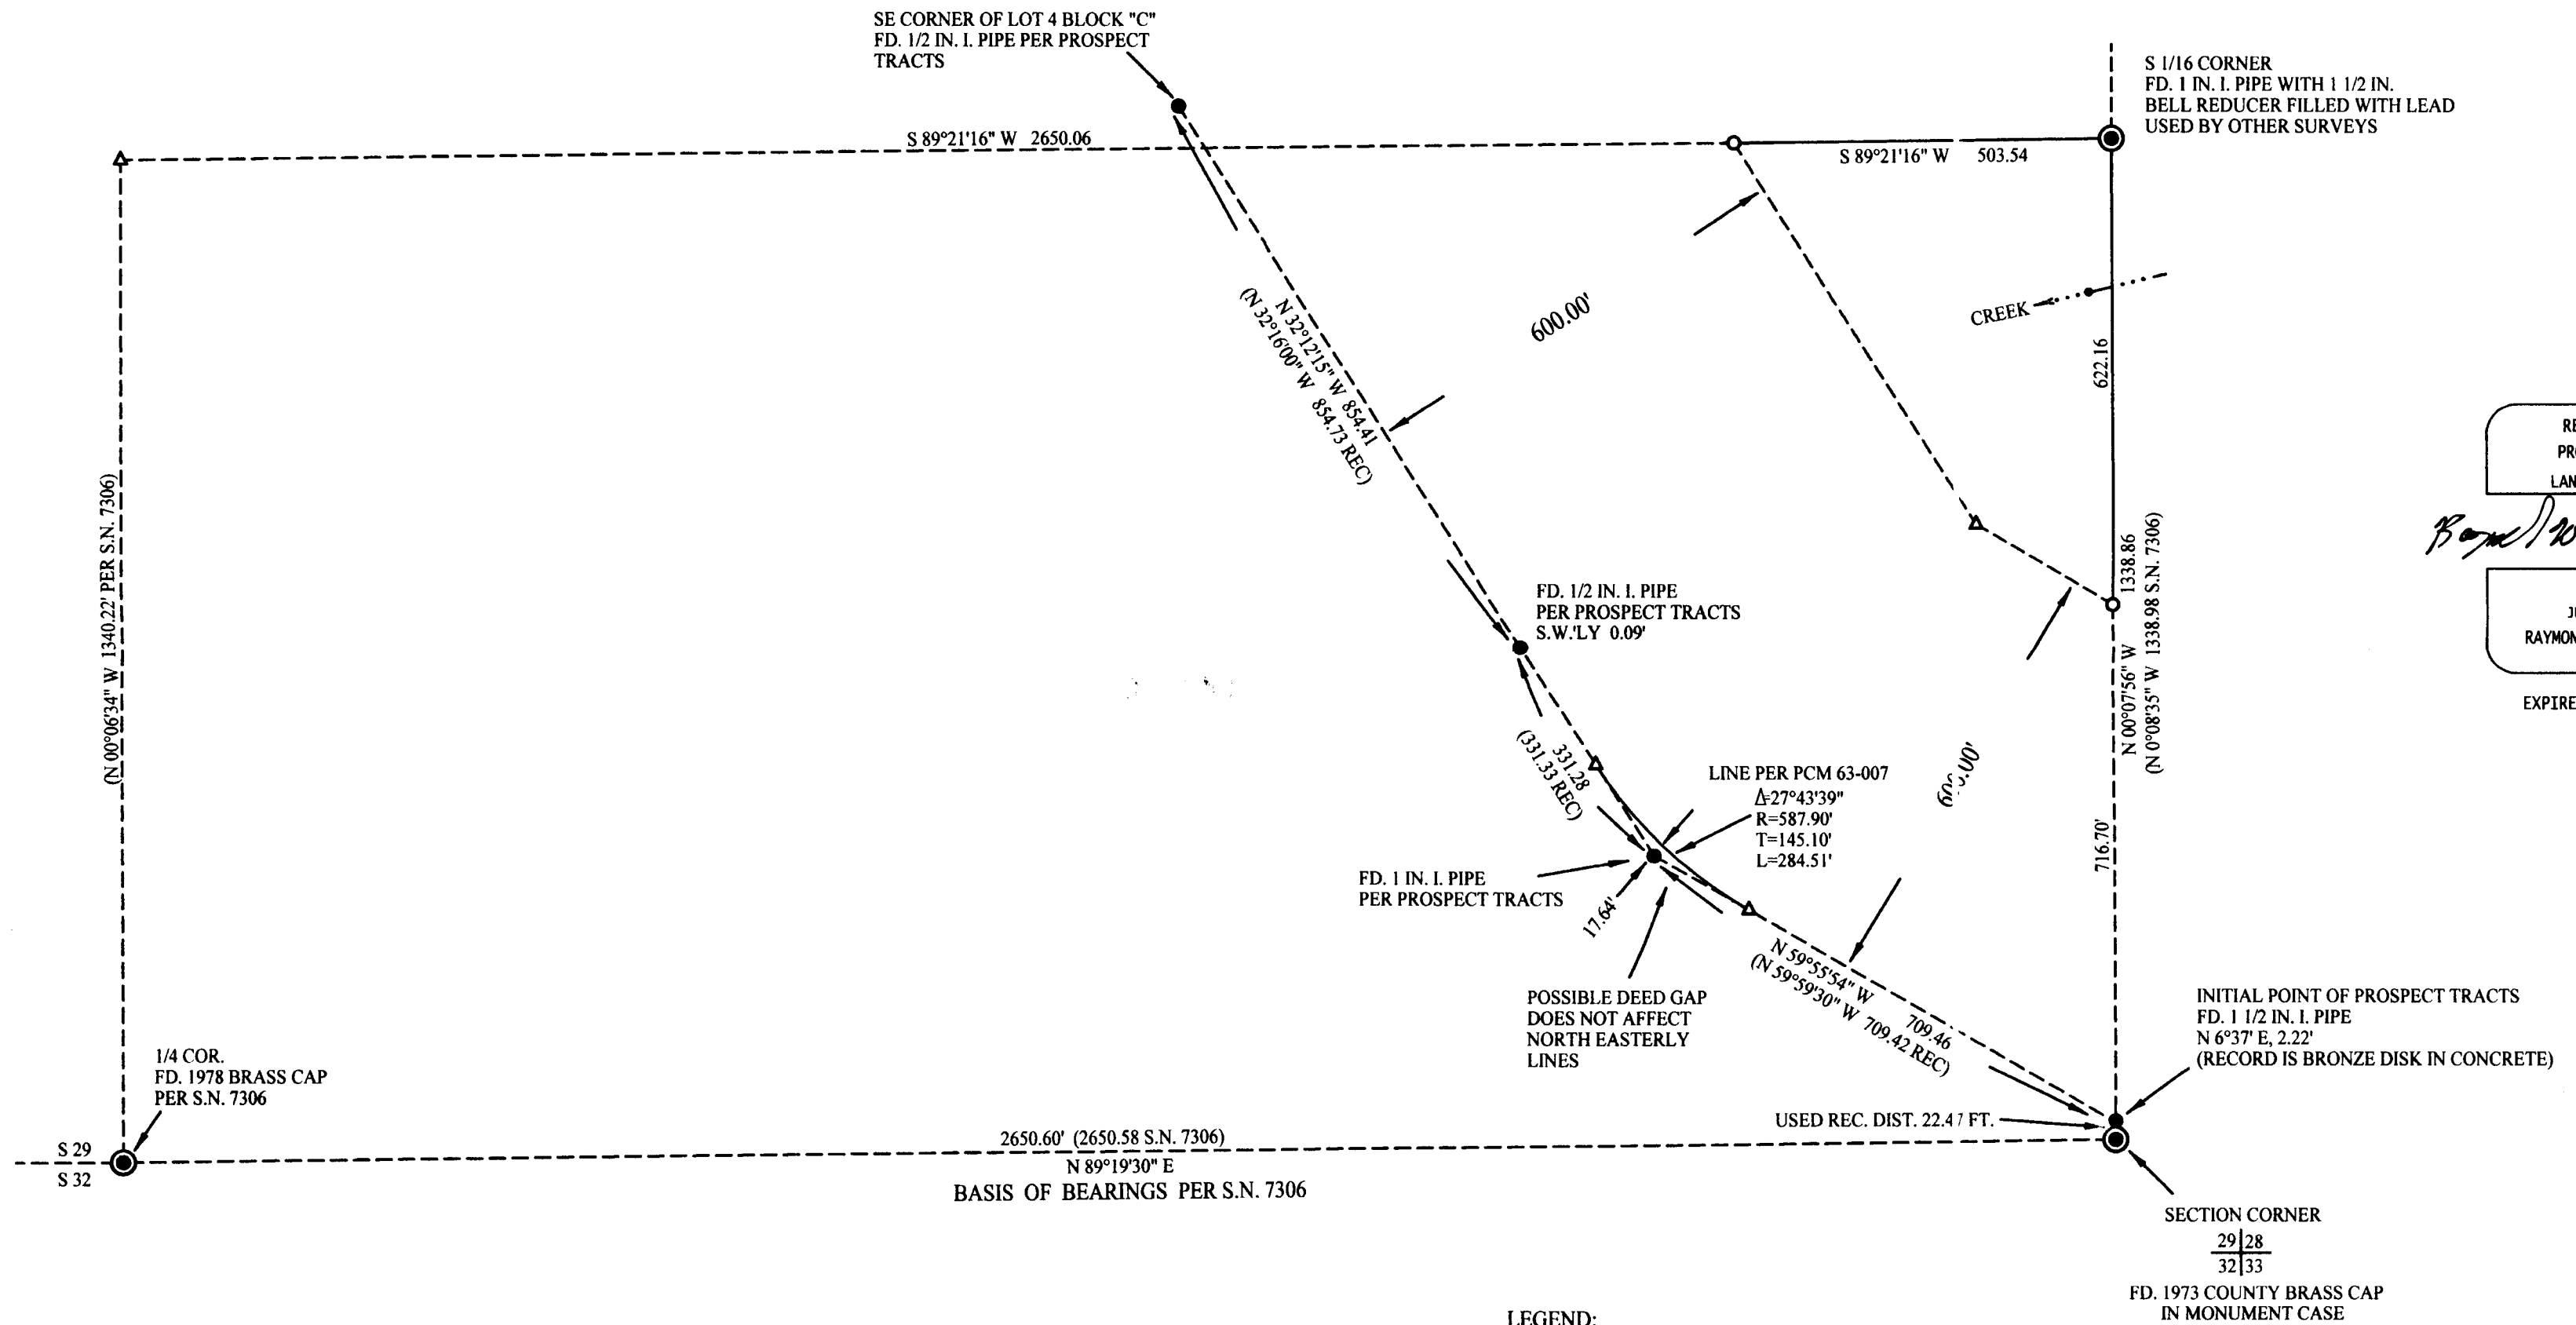 SE CORNER OF LOT 4 BLOCK "C"
FD. 1/2 IN. I. PIPE PER PROSPECT
TRACTS
S 1/16 CORNER
FD. 1 IN. I. PIPE WITH 1 1/2 IN.
BELL REDUCER FILLED WITH LEAD
USED BY OTHER SURVEYS
S 89°21'16" W 2650.06
S 89°21'16" W 503.54
CREEK
600.00'
622.16
N 32°12'15" W 854.41
(N 32°16'00" W 854.73 REC)
(N 00°06'34" W 1340.22' PER S.N. 7306)
1338.86
N 00°07'56" W
(N 0°08'35" W 1338.98 S.N. 7306)
LAN
RAYMON
EXPIRE
FD. 1/2 IN. I. PIPE
PER PROSPECT TRACTS
S.W.'LY 0.09'
331.28
(331.33 REC)
LINE PER PCM 63-007
Δ=27°43'39"
R=587.90'
T=145.10'
L=284.51'
716.70'
FD. 1 IN. I. PIPE
PER PROSPECT TRACTS
17.64'
POSSIBLE DEED GAP
DOES NOT AFFECT
NORTH EASTERLY
LINES
N 59°55'54" W 709.46
(N 59°59'30" W 709.42 REC)
INITIAL POINT OF PROSPECT TRACTS
FD. 1 1/2 IN. I. PIPE
N 6°37' E, 2.22'
(RECORD IS BRONZE DISK IN CONCRETE)
1/4 COR.
FD. 1978 BRASS CAP
PER S.N. 7306
USED REC. DIST. 22.47 FT.
S 29
S 32
2650.60' (2650.58 S.N. 7306)
N 89°19'30" E
BASIS OF BEARINGS PER S.N. 7306
SECTION CORNER
29 28
32 33
FD. 1973 COUNTY BRASS CAP
IN MONUMENT CASE
LEGEND: